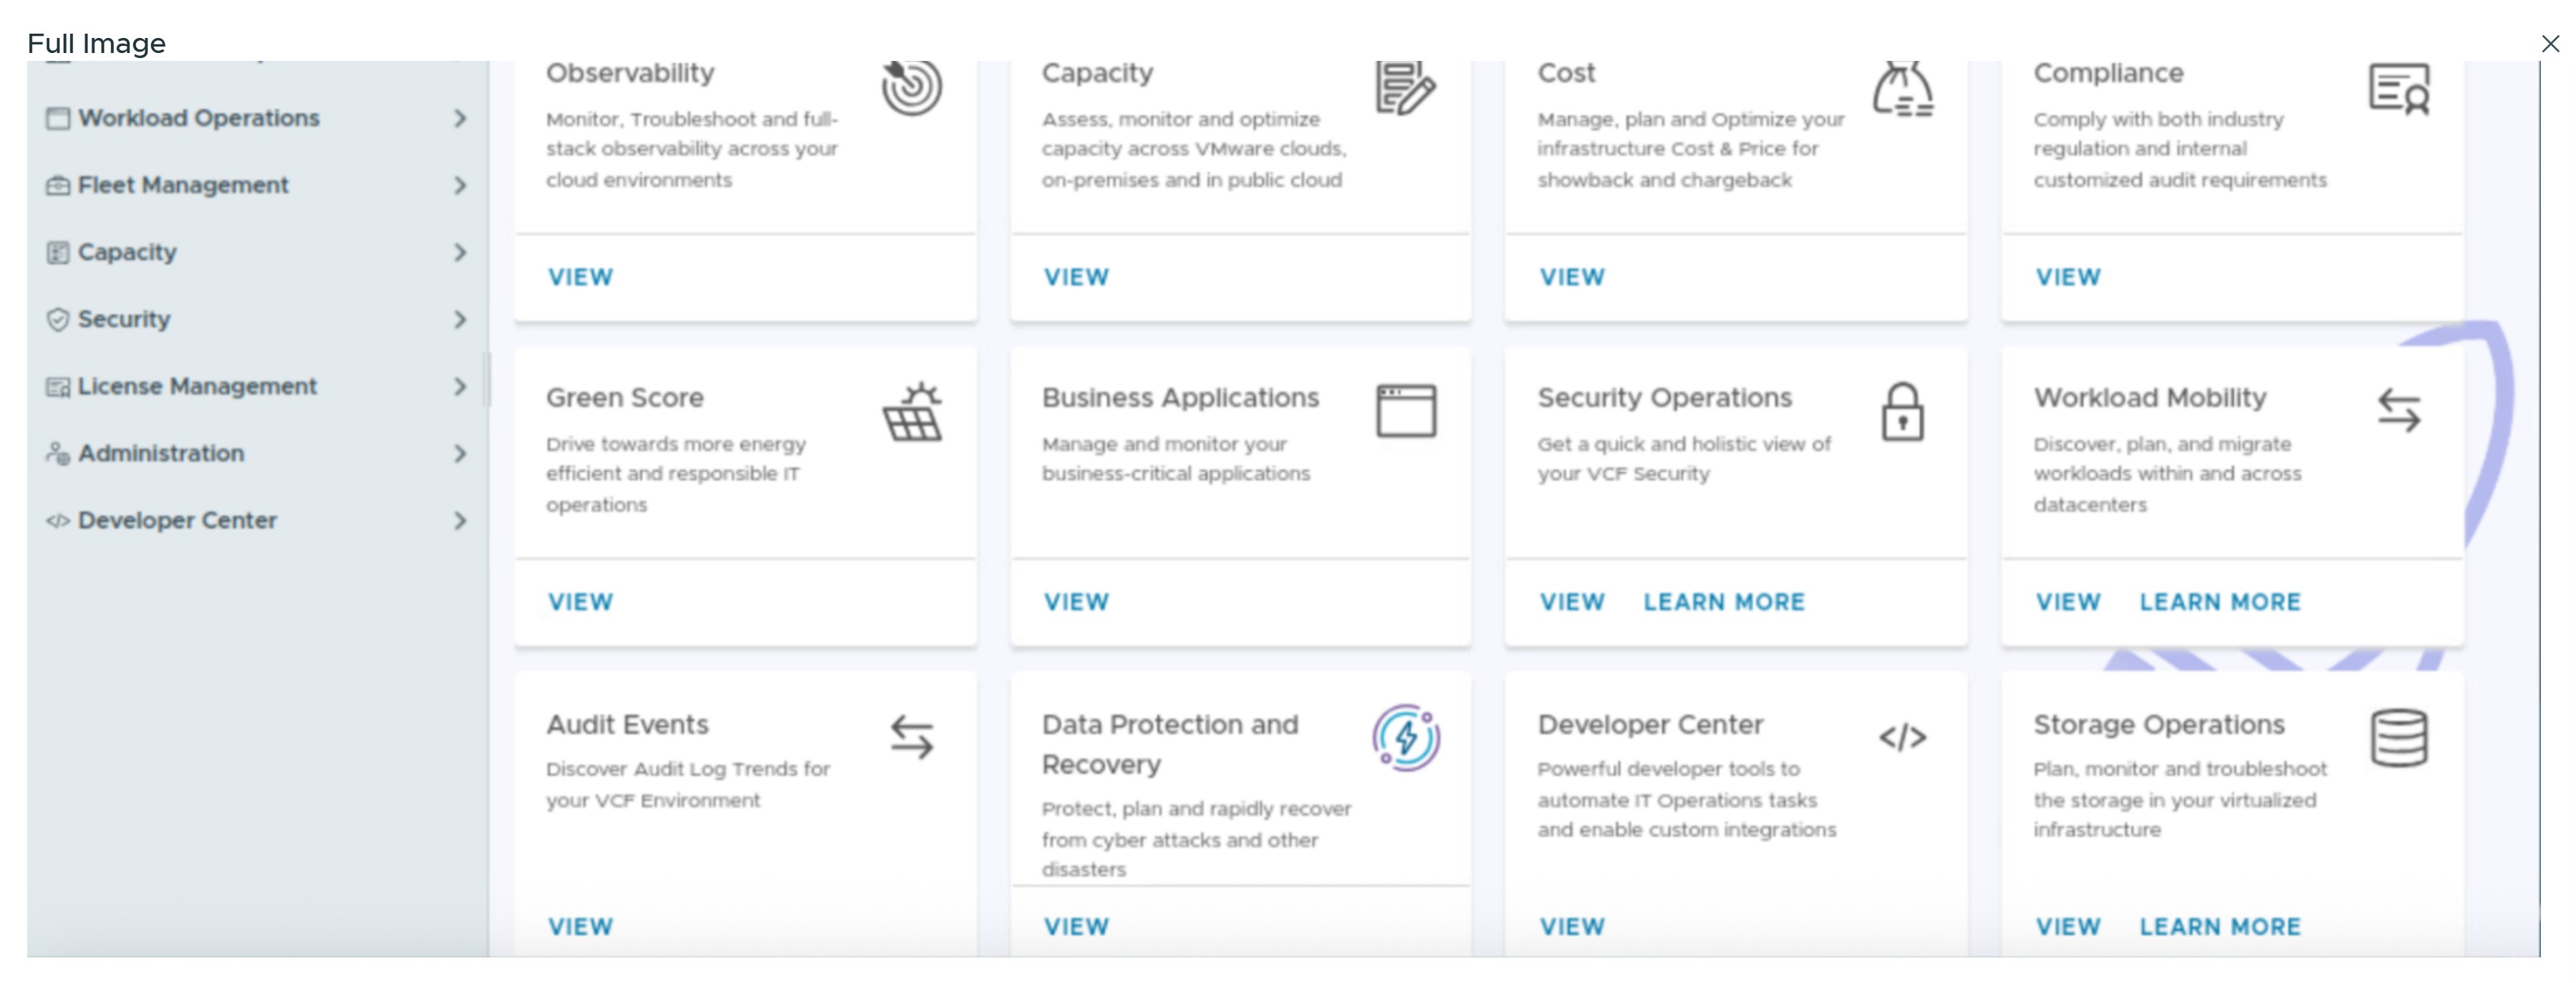 Full Image
Workload Operations
Fleet Management
Capacity
Security
License Management
Administration
Developer Center
Observability
Monitor, Troubleshoot and full-
stack observability across your
cloud environments
VIEW
Capacity
Assess, monitor and optimize
capacity across VMware clouds,
on-premises and in public cloud
VIEW
Cost
Manage, plan and Optimize your
infrastructure Cost & Price for
showback and chargeback
VIEW
Compliance
Comply with both industry
regulation and internal
customized audit requirements
VIEW
Green Score
Drive towards more energy
efficient and responsible IT
operations
VIEW
Business Applications
Manage and monitor your
business-critical applications
VIEW
Security Operations
Get a quick and holistic view of
your VCF Security
VIEW LEARN MORE
Workload Mobility
Discover, plan, and migrate
workloads within and across
datacenters
VIEW LEARN MORE
Audit Events
Discover Audit Log Trends for
your VCF Environment
VIEW
Data Protection and
Recovery
Protect, plan and rapidly recover
from cyber attacks and other
disasters
VIEW
Developer Center
Powerful developer tools to
automate IT Operations tasks
and enable custom integrations
VIEW
Storage Operations
Plan, monitor and troubleshoot
the storage in your virtualized
infrastructure
VIEW LEARN MORE